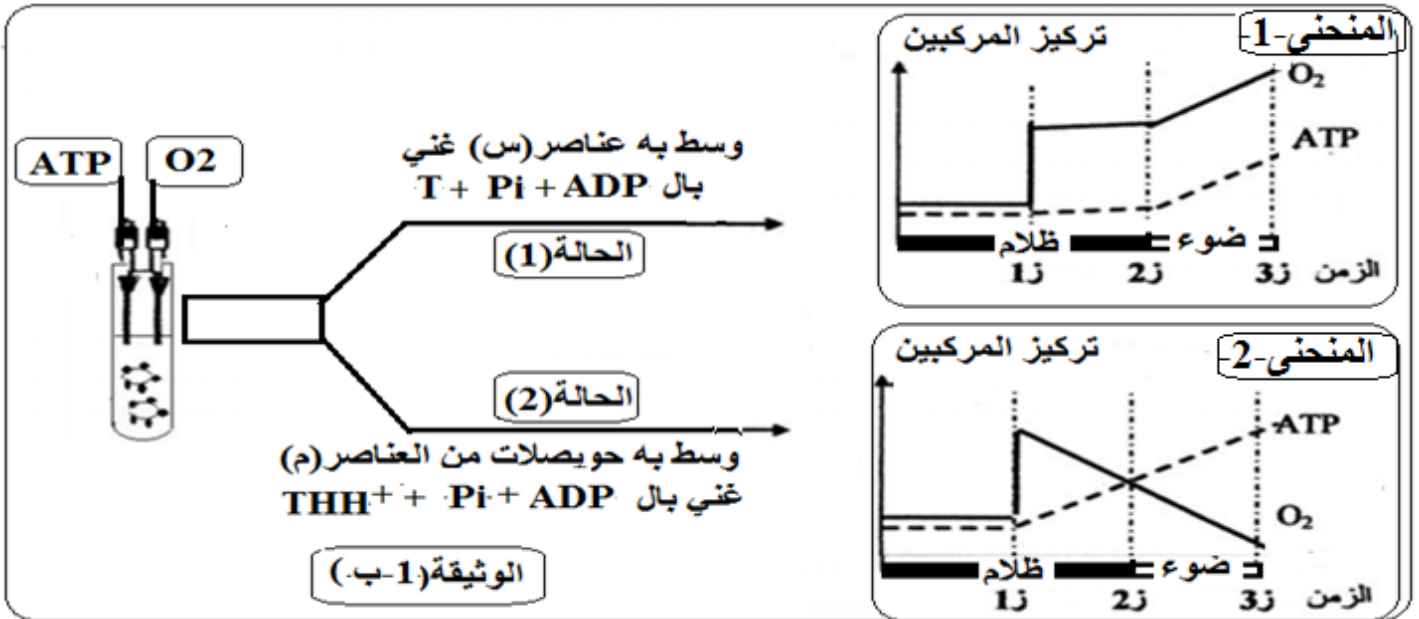 ATP
O2
وسط به عناصر(س) غني
بال T + Pi + ADP
الحالة(1)
الحالة(2)
وسط به حويصلات من العناصر(م)
غني بال THH+ + Pi + ADP
الوثيقة(1-ب)
المنحنى-1-
تركيز المركبين
O₂
ATP
ظلام
ضوء
ز1
ز2
ز3
الزمن
المنحنى-2-
تركيز المركبين
ATP
O₂
ظلام
ضوء
ز1
ز2
ز3
الزمن